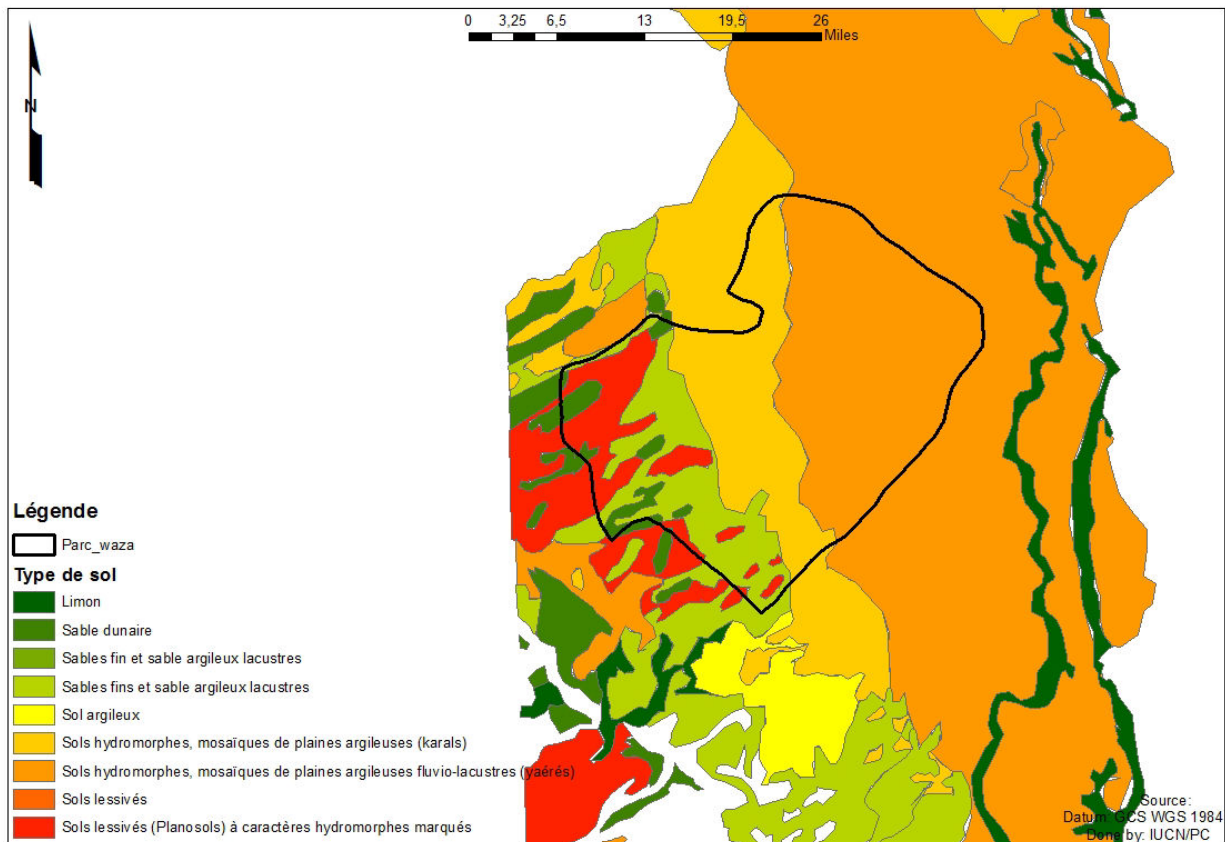 0 3,25 6,5 13 19,5 26
Miles
N
Légende
Parc_waza
Type de sol
Limon
Sable dunaire
Sables fin et sable argileux lacustres
Sables fins et sable argileux lacustres
Sol argileux
Sols hydromorphes, mosaïques de plaines argileuses (karals)
Sols hydromorphes, mosaïques de plaines argileuses fluvio-lacustres (yaérés)
Sols lessivés
Sols lessivés (Planosols) à caractères hydromorphes marqués
Source:
Datum: GCS WGS 1984
Done by: IUCN/PC